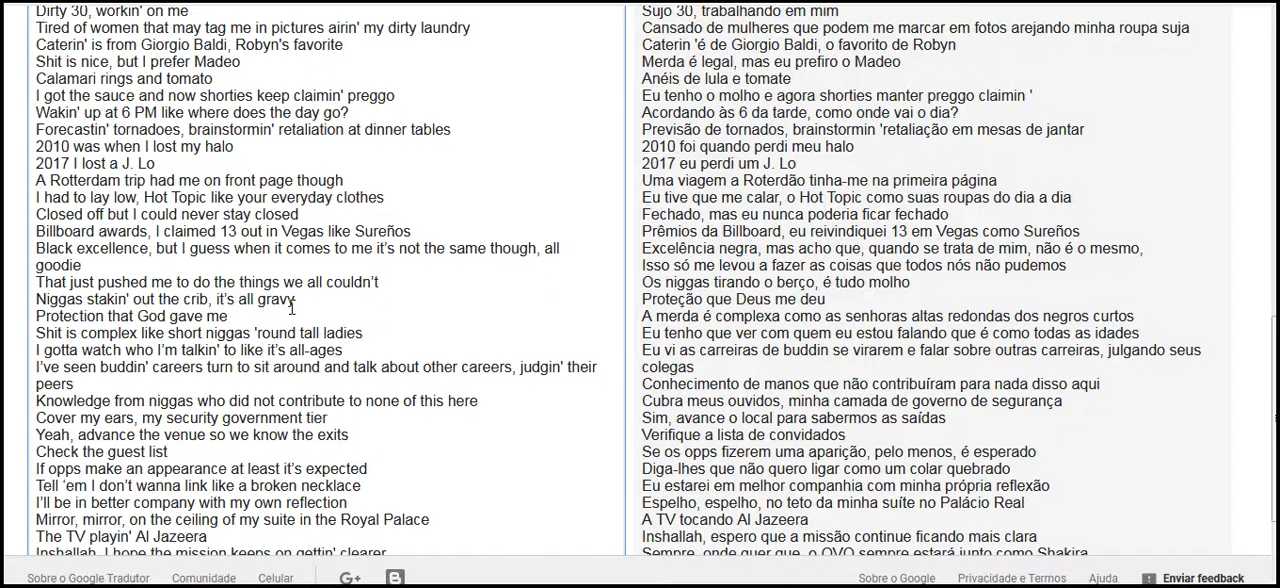 Dirty 30, workin' on me
Tired of women that may tag me in pictures airin' my dirty laundry
Caterin' is from Giorgio Baldi, Robyn's favorite
Shit is nice, but I prefer Madeo
Calamari rings and tomato
I got the sauce and now shorties keep claimin' preggo
Wakin' up at 6 PM like where does the day go?
Forecastin' tornadoes, brainstormin' retaliation at dinner tables
2010 was when I lost my halo
2017 I lost a J. Lo
A Rotterdam trip had me on front page though
I had to lay low, Hot Topic like your everyday clothes
Closed off but I could never stay closed
Billboard awards, I claimed 13 out in Vegas like Sureños
Black excellence, but I guess when it comes to me it's not the same though, all
goodie
That just pushed me to do the things we all couldn't
Niggas stakin' out the crib, it's all gravy
Protection that God gave me
Shit is complex like short niggas 'round tall ladies
I gotta watch who I'm talkin' to like it's all-ages
I've seen buddin' careers turn to sit around and talk about other careers, judgin' their
peers
Knowledge from niggas who did not contribute to none of this here
Cover my ears, my security government tier
Yeah, advance the venue so we know the exits
Check the guest list
If opps make an appearance at least it's expected
Tell ‘em I don't wanna link like a broken necklace
I'll be in better company with my own reflection
Mirror, mirror, on the ceiling of my suite in the Royal Palace
The TV playin' Al Jazeera
Inshallah, I hope the mission keeps on gettin' clearer
Sujo 30, trabalhando em mim
Cansado de mulheres que podem me marcar em fotos arejando minha roupa suja
Caterin 'é de Giorgio Baldi, o favorito de Robyn
Merda é legal, mas eu prefiro o Madeo
Anéis de lula e tomate
Eu tenho o molho e agora shorties manter preggo claimin '
Acordando às 6 da tarde, como onde vai o dia?
Previsão de tornados, brainstormin 'retaliação em mesas de jantar
2010 foi quando perdi meu halo
2017 eu perdi um J. Lo
Uma viagem a Roterdão tinha-me na primeira página
Eu tive que me calar, o Hot Topic como suas roupas do dia a dia
Fechado, mas eu nunca poderia ficar fechado
Prêmios da Billboard, eu reivindiquei 13 em Vegas como Sureños
Excelência negra, mas acho que, quando se trata de mim, não é o mesmo,
Isso só me levou a fazer as coisas que todos nós não pudemos
Os niggas tirando o berço, é tudo molho
Proteção que Deus me deu
A merda é complexa como as senhoras altas redondas dos negros curtos
Eu tenho que ver com quem eu estou falando que é como todas as idades
Eu vi as carreiras de buddin se virarem e falar sobre outras carreiras, julgando seus
colegas
Conhecimento de manos que não contribuíram para nada disso aqui
Cubra meus ouvidos, minha camada de governo de segurança
Sim, avance o local para sabermos as saídas
Verifique a lista de convidados
Se os opps fizerem uma aparição, pelo menos, é esperado
Diga-lhes que não quero ligar como um colar quebrado
Eu estarei em melhor companhia com minha própria reflexão
Espelho, espelho, no teto da minha suíte no Palácio Real
A TV tocando Al Jazeera
Inshallah, espero que a missão continue ficando mais clara
Sempre, onde quer que, o OVO sempre estará junto como Shakira
Sobre o Google Tradutor Comunidade Celular G+
Sobre o Google Privacidade e Termos Ajuda Enviar feedback